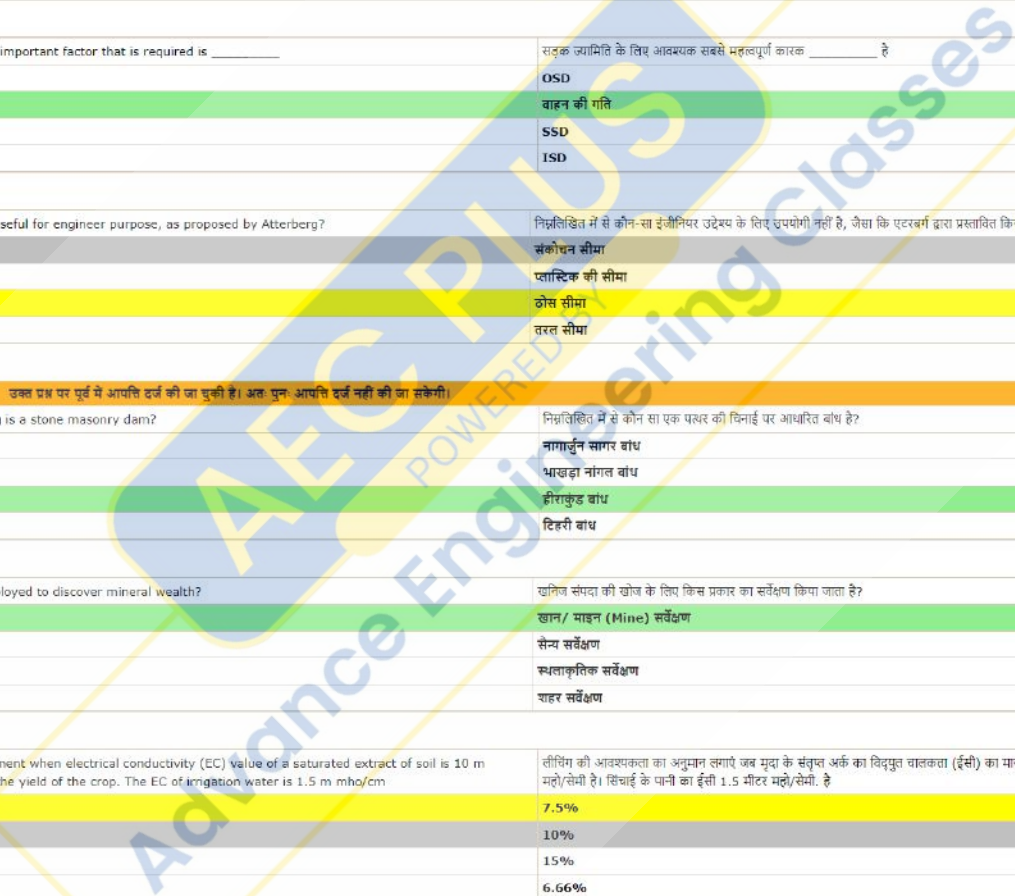 important factor that is required is __________ सड़क ज्यामिति के लिए आवश्यक सबसे महत्वपूर्ण कारक __________ है
OSD
वाहन की गति
SSD
ISD
seful for engineer purpose, as proposed by Atterberg? निम्नलिखित में से कौन-सा इंजीनियर उद्देश्य के लिए उपयोगी नहीं है, जैसा कि एटरबर्ग द्वारा प्रस्तावित
संकोचन सीमा
प्लास्टिक की सीमा
ठोस सीमा
तरल सीमा
उक्त प्रश्न पर पूर्व में आपत्ति दर्ज की जा चुकी है। अतः पुनः आपत्ति दर्ज नहीं की जा सकेगी।
is a stone masonry dam? निम्नलिखित में से कौन सा एक पत्थर की चिनाई पर आधारित बांध है?
नागार्जुन सागर बांध
भाखड़ा नांगल बांध
हीराकुंड बांध
टिहरी बांध
loyed to discover mineral wealth? खनिज संपदा की खोज के लिए किस प्रकार का सर्वेक्षण किया जाता है?
खान/ माइन (Mine) सर्वेक्षण
सैन्य सर्वेक्षण
स्थलाकृतिक सर्वेक्षण
शहर सर्वेक्षण
ment when electrical conductivity (EC) value of a saturated extract of soil is 10 m लीचिंग की आवश्यकता का अनुमान लगाएं जब मृदा के संतृप्त अर्क का विद्युत चालकता (ईसी) का
he yield of the crop. The EC of irrigation water is 1.5 m mho/cm महो/सेमी है। सिंचाई के पानी का ईसी 1.5 मीटर महो/सेमी. है
7.5%
10%
15%
6.66%
AEC PLUS
POWERED BY
Advance Engineering Classes